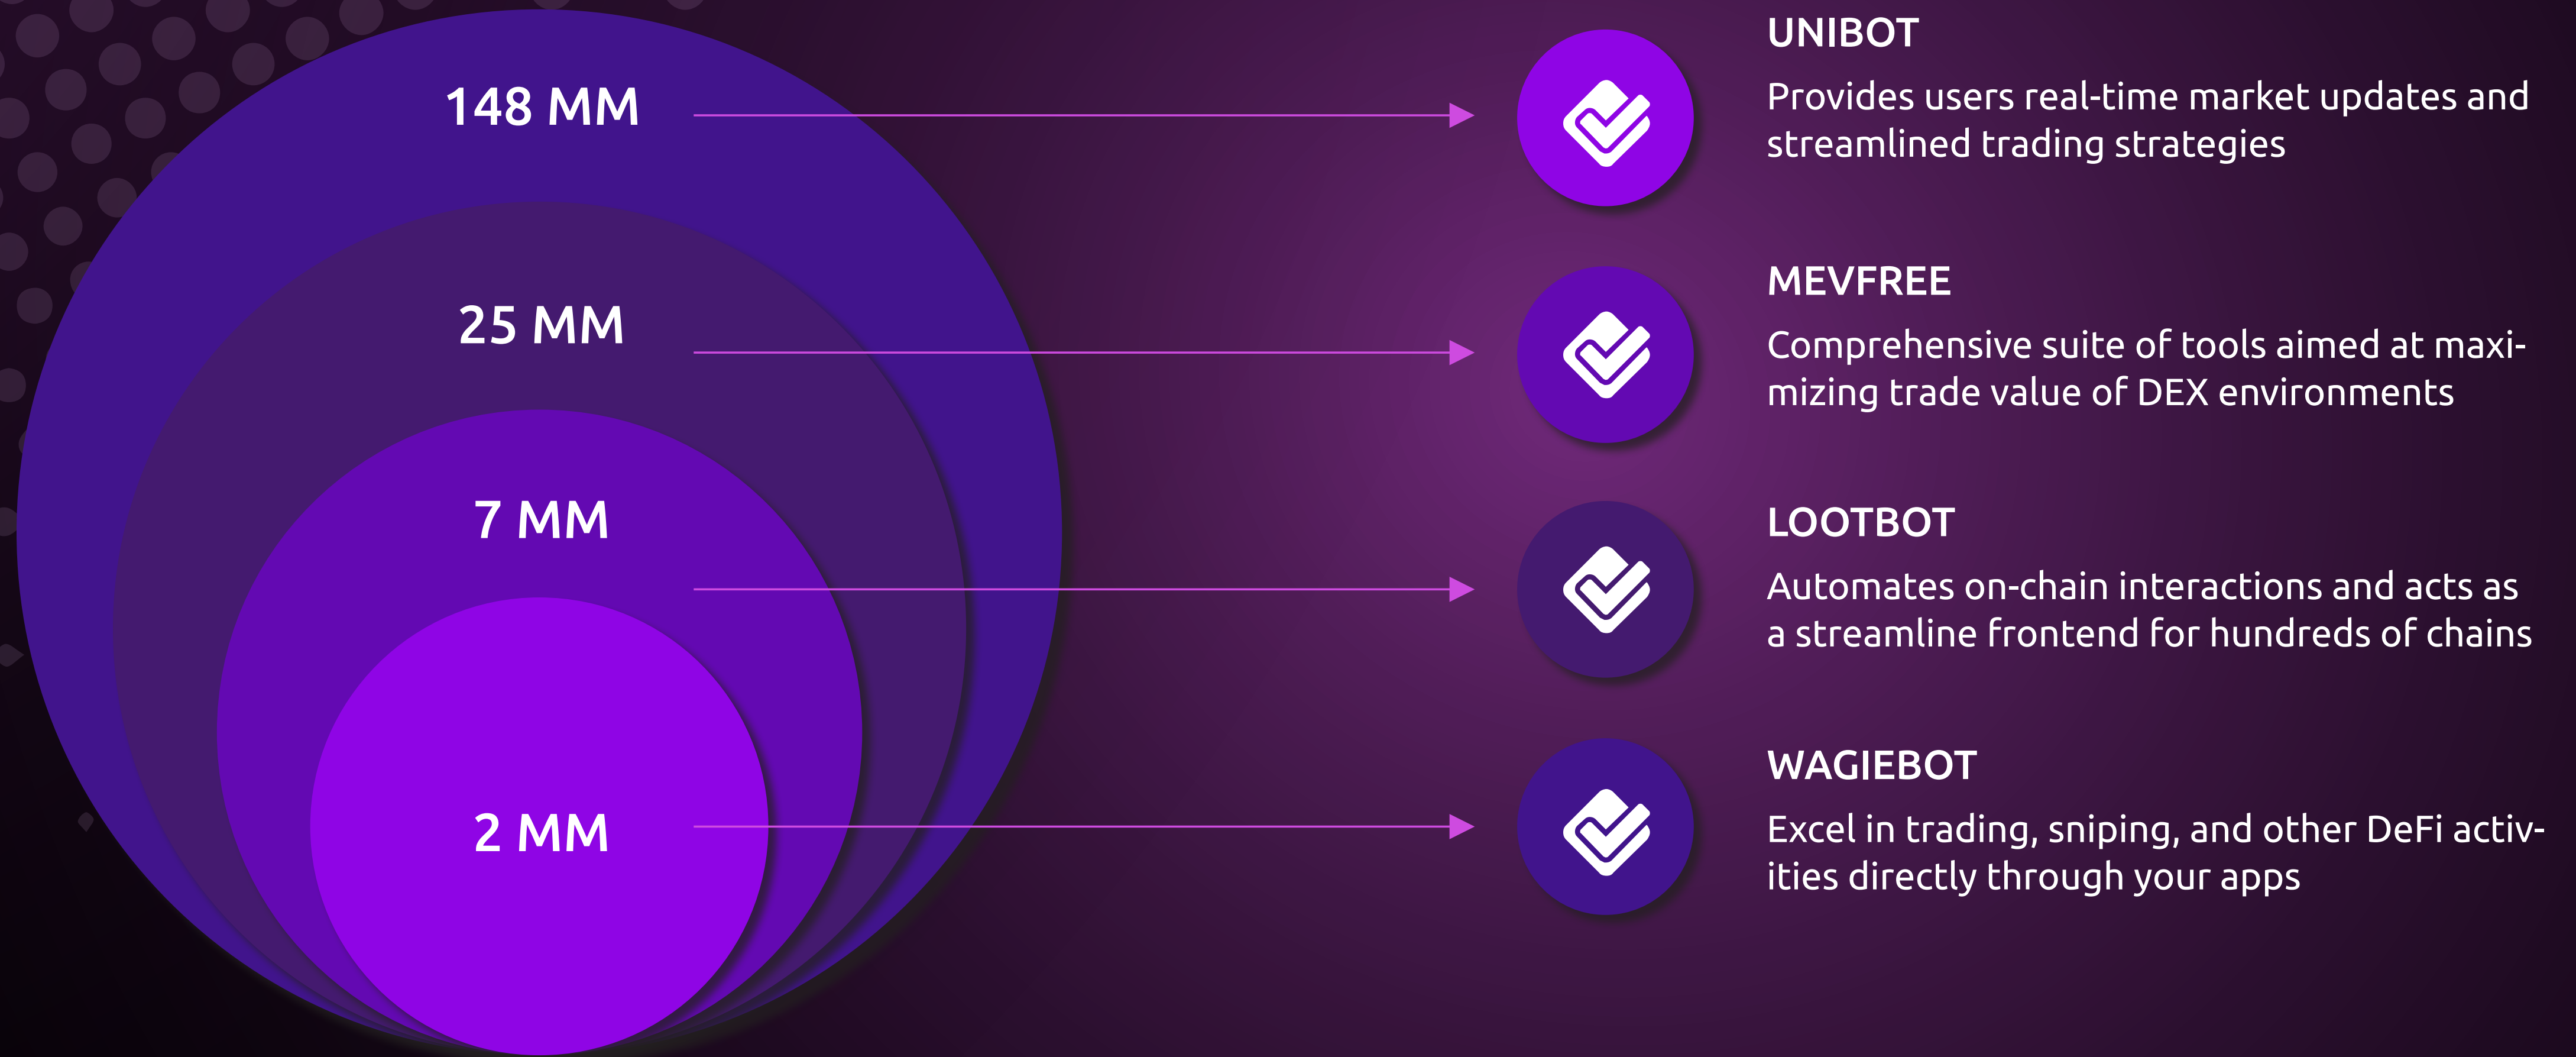 148 MM
25 MM
7 MM
2 MM
UNIBOT
Provides users real-time market updates and
streamlined trading strategies
MEVFREE
Comprehensive suite of tools aimed at maxi-
mizing trade value of DEX environments
LOOTBOT
Automates on-chain interactions and acts as
a streamline frontend for hundreds of chains
WAGIEBOT
Excel in trading, sniping, and other DeFi activ-
ities directly through your apps